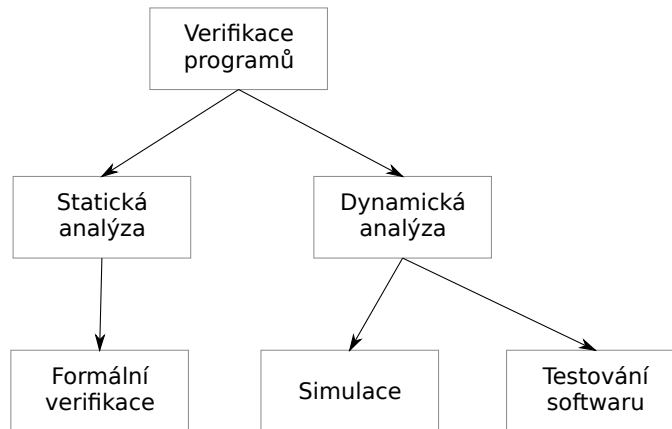 Verifikace
programů
Statická
analýza
Dynamická
analýza
Formální
verifikace
Simulace
Testování
softwaru